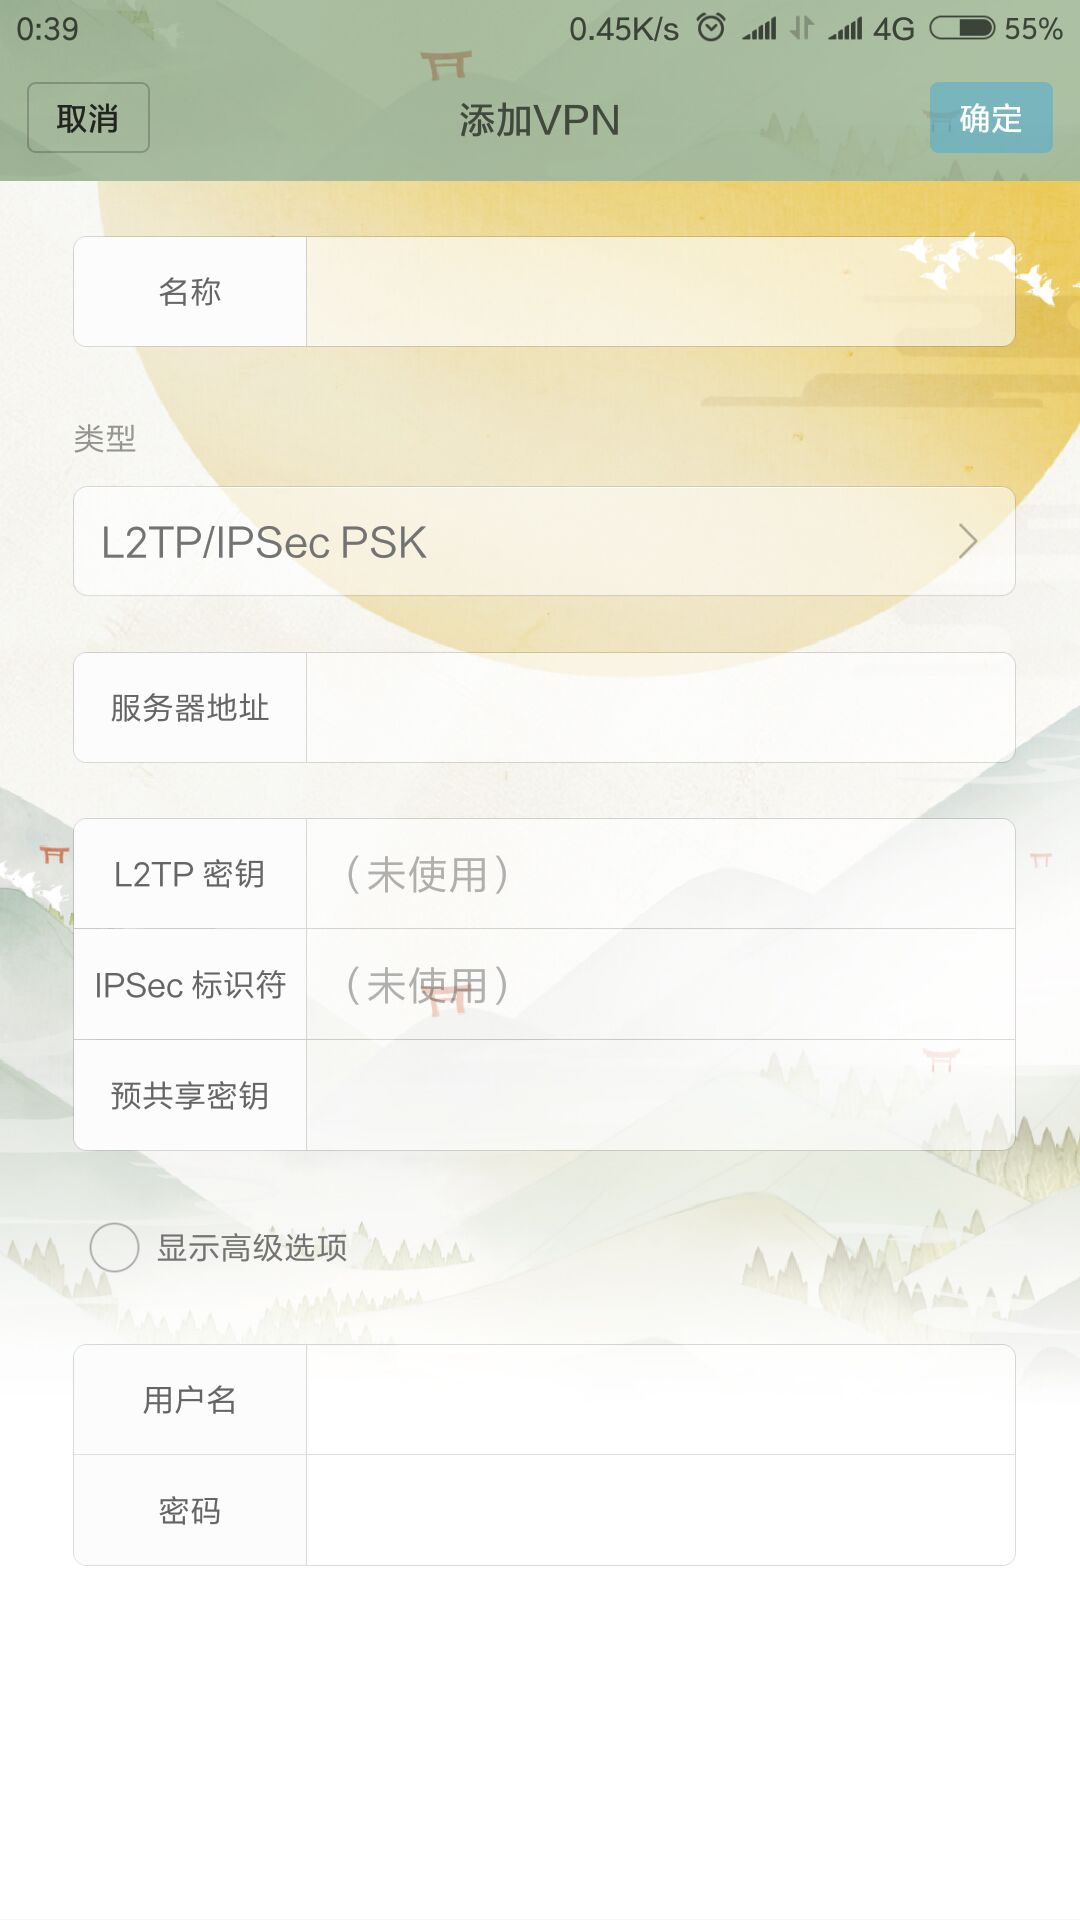 0:39 0.45K/s 4G 55%
取消 添加VPN 确定
名称
类型
L2TP/IPSec PSK
服务器地址
L2TP 密钥 （未使用）
IPSec 标识符 （未使用）
预共享密钥
显示高级选项
用户名
密码